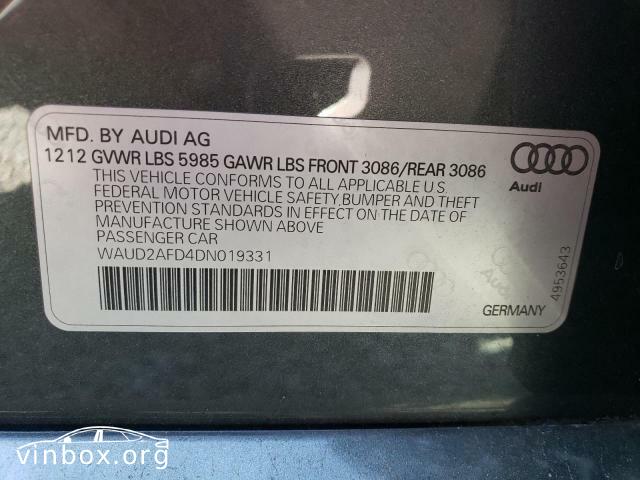 MFD. BY AUDI AG
1212 GVWR LBS 5985 GAWR LBS FRONT 3086/REAR 3086
THIS VEHICLE CONFORMS TO ALL APPLICABLE U.S.
FEDERAL MOTOR VEHICLE SAFETY,BUMPER AND THEFT
PREVENTION STANDARDS IN EFFECT ON THE DATE OF
MANUFACTURE SHOWN ABOVE
PASSENGER CAR
WAUD2AFD4DN019331
Audi
Audi
4953643
GERMANY
vinbox.org